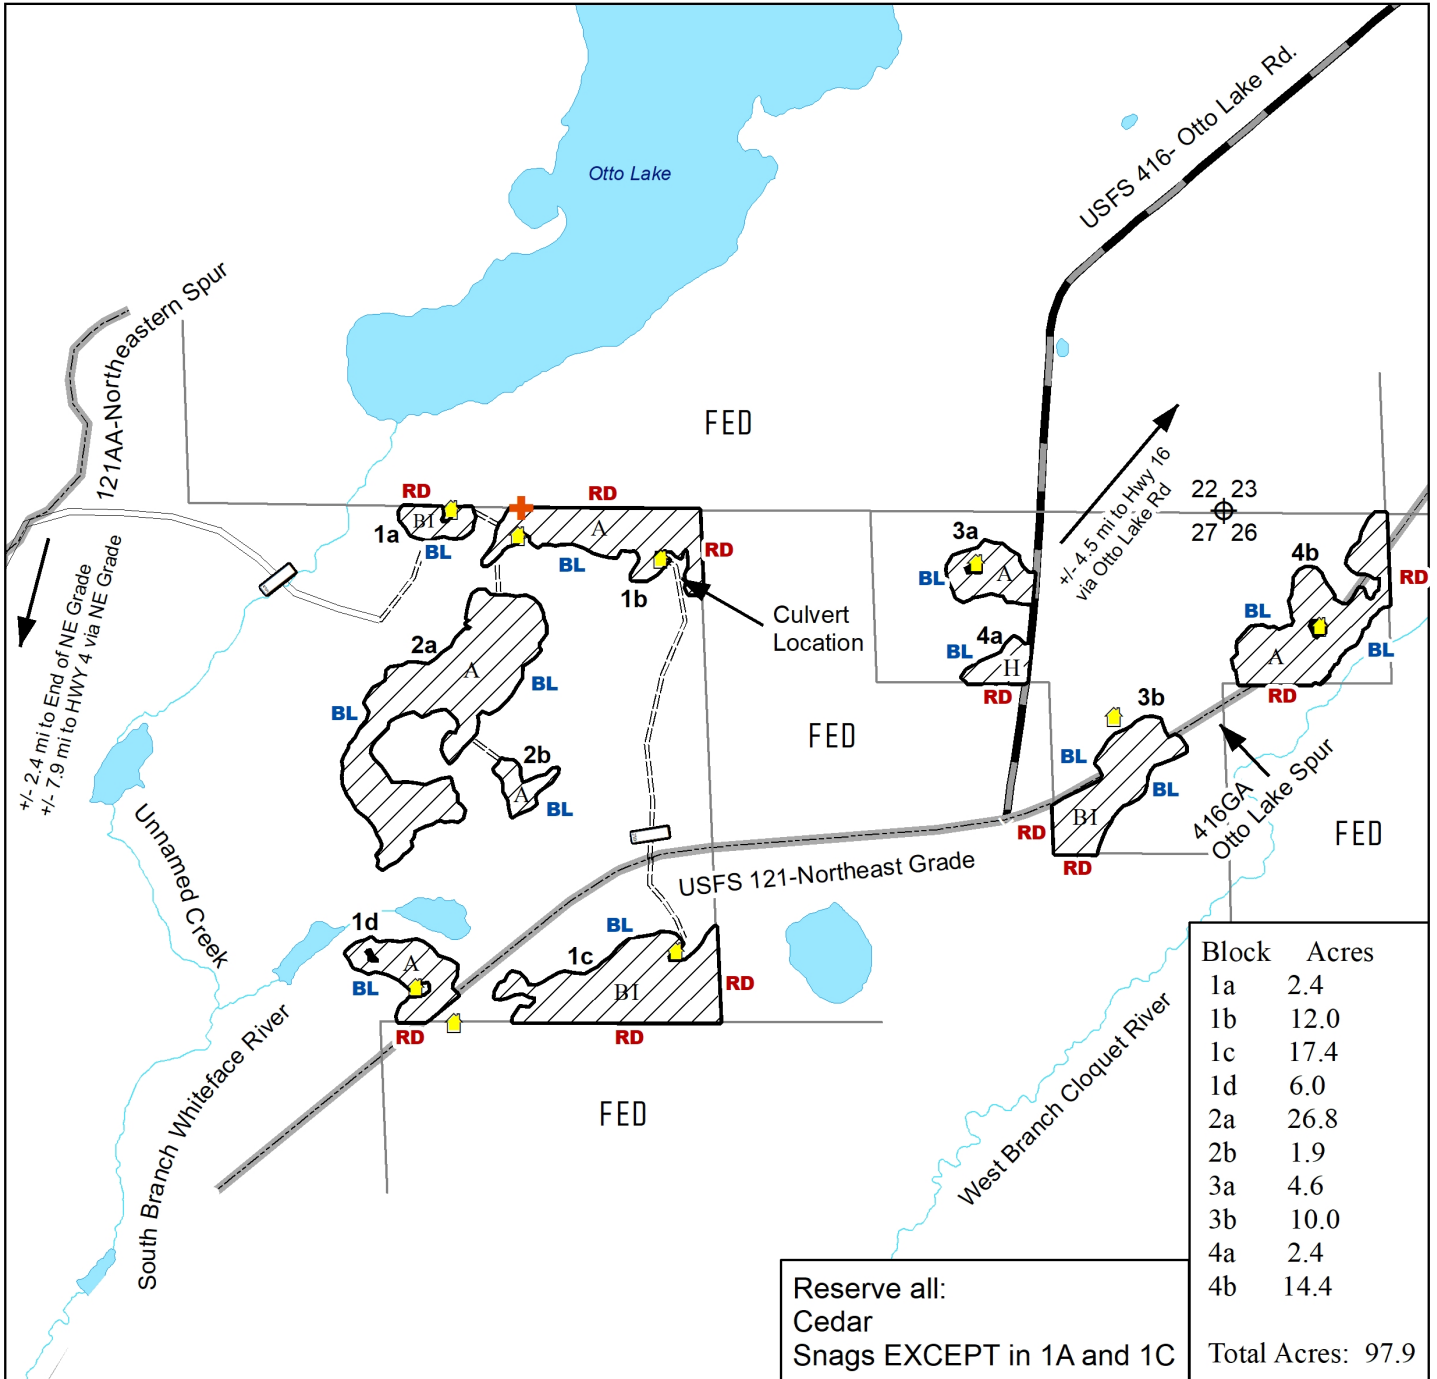 Otto Lake
USFS 416- Otto Lake Rd.
121AA-Northeastern Spur
FED
+/- 4.5 mi to Hwy 16
via Otto Lake Rd
22 23
27 26
RD
RD
1a
BI
BL
A
BL
RD
1b
Culvert
Location
3a
BL
A
4a
BL
H
RD
4b
BL
A
RD
BL
RD
+/- 2.4 mi to End of NE Grade
+/- 7.9 mi to HWY 4 via NE Grade
2a
A
BL
BL
2b
A
BL
FED
3b
BL
BL
BI
RD
RD
416GA
Otto Lake Spur
FED
USFS 121-Northeast Grade
Unnamed Creek
1d
A
BL
RD
BL
1c
BI
RD
RD
South Branch Whiteface River
FED
West Branch Cloquet River
Block Acres
1a 2.4
1b 12.0
1c 17.4
1d 6.0
2a 26.8
2b 1.9
3a 4.6
3b 10.0
4a 2.4
4b 14.4
Total Acres: 97.9
Reserve all:
Cedar
Snags EXCEPT in 1A and 1C